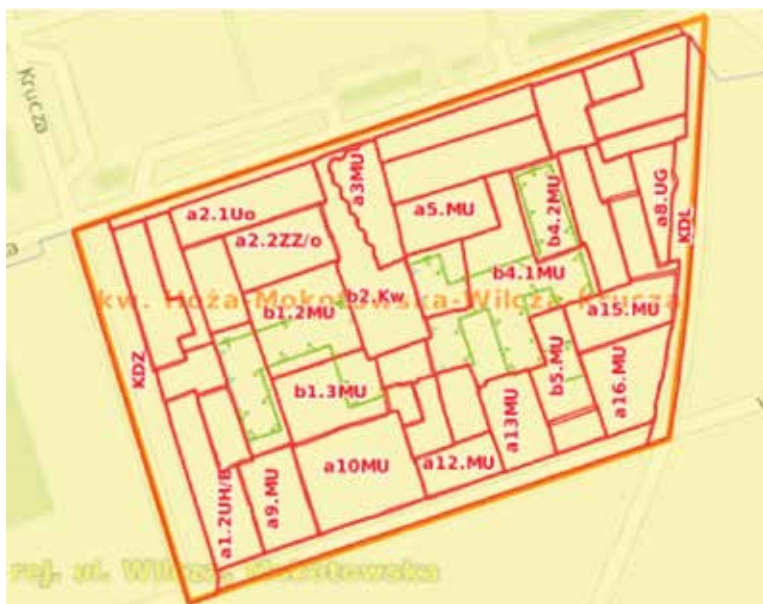 Krucza
a3MU
a2.1Uo
a5.MU
b4.2MU
a8.UG
KDL
a2.2ZZ/o
b4.1MU
b2.Kw
kw. Hoża-Mokotowska-Wilcza-Krucza
b1.2MU
a15.MU
KDZ
b1.3MU
b5.MU
a16.MU
a13MU
a10MU
a12.MU
a1.2UH/B
a9.MU
rej. ul. Wilcza, Mokotowska